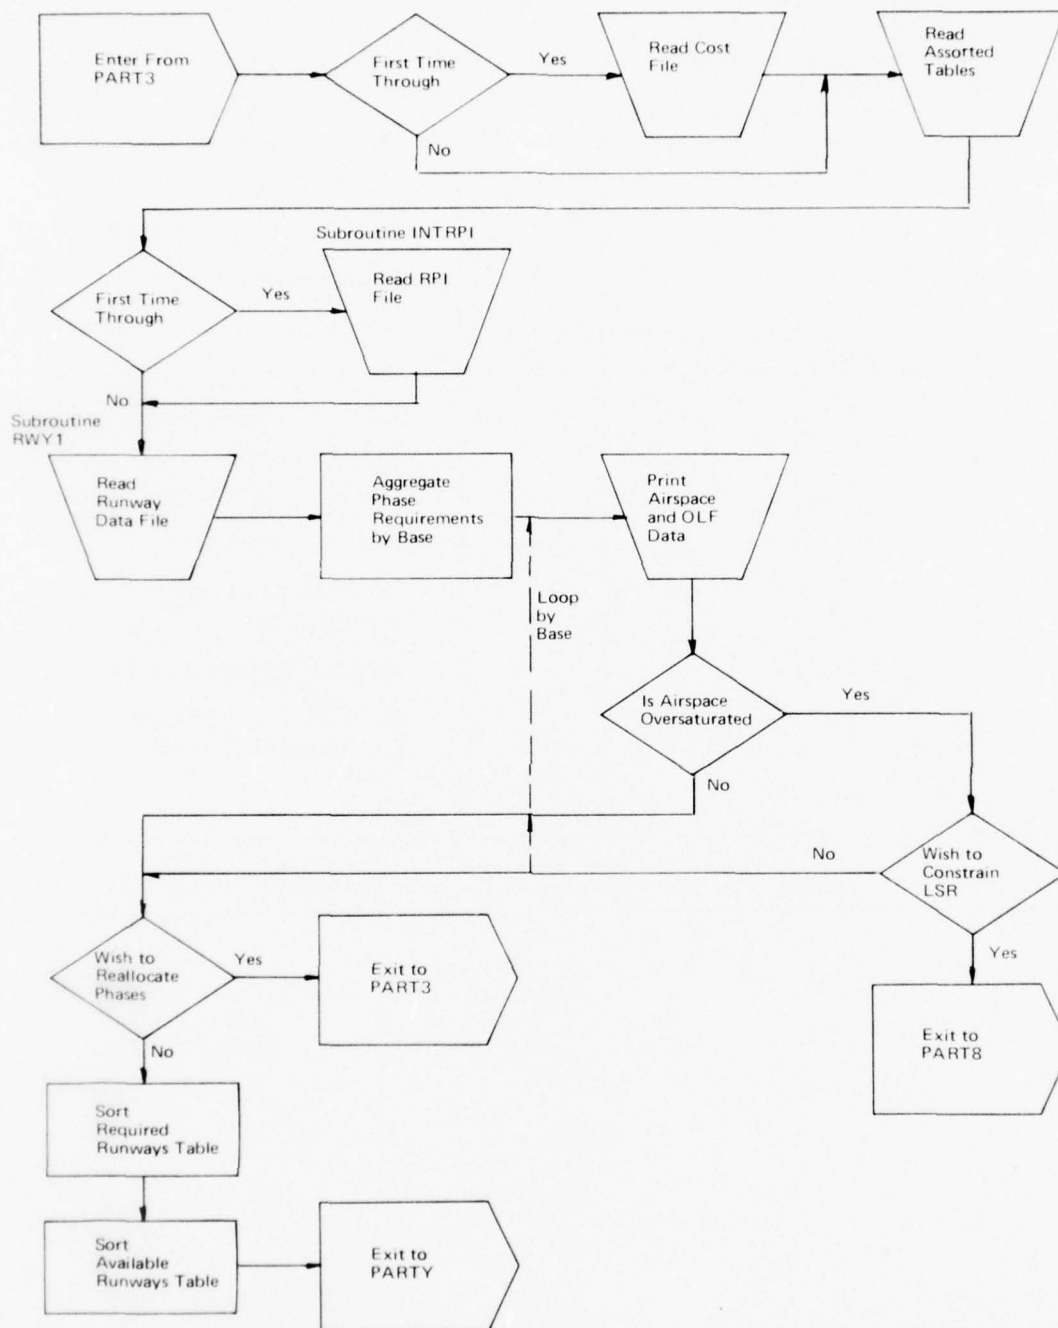 Enter From
PART3
First Time
Through
Yes
No
Read Cost
File
Read
Assorted
Tables
Subroutine INTRPI
First Time
Through
Yes
No
Read RPI
File
Subroutine
RWY1
Read
Runway
Data File
Aggregate
Phase
Requirements
by Base
Print
Airspace
and OLF
Data
Loop
by
Base
Is Airspace
Oversaturated
Yes
No
Wish to
Constrain
LSR
No
Yes
Exit to
PART8
Wish to
Reallocate
Phases
Yes
No
Exit to
PART3
Sort
Required
Runways Table
Sort
Available
Runways Table
Exit to
PARTY